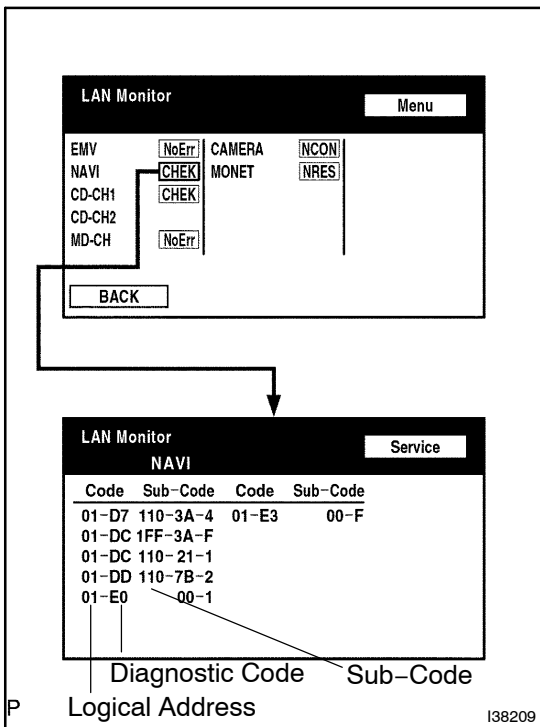 LAN Monitor
Menu
EMV NoErr CAMERA NCON
NAVI CHEK MONET NRES
CD-CH1 CHEK
CD-CH2
MD-CH NoErr
BACK
LAN Monitor
NAVI
Service
Code Sub-Code Code Sub-Code
01-D7 110-3A-4 01-E3 00-F
01-DC 1FF-3A-F
01-DC 110-21-1
01-DD 110-7B-2
01-E0 00-1
Diagnostic Code Sub-Code
P Logical Address
I38209